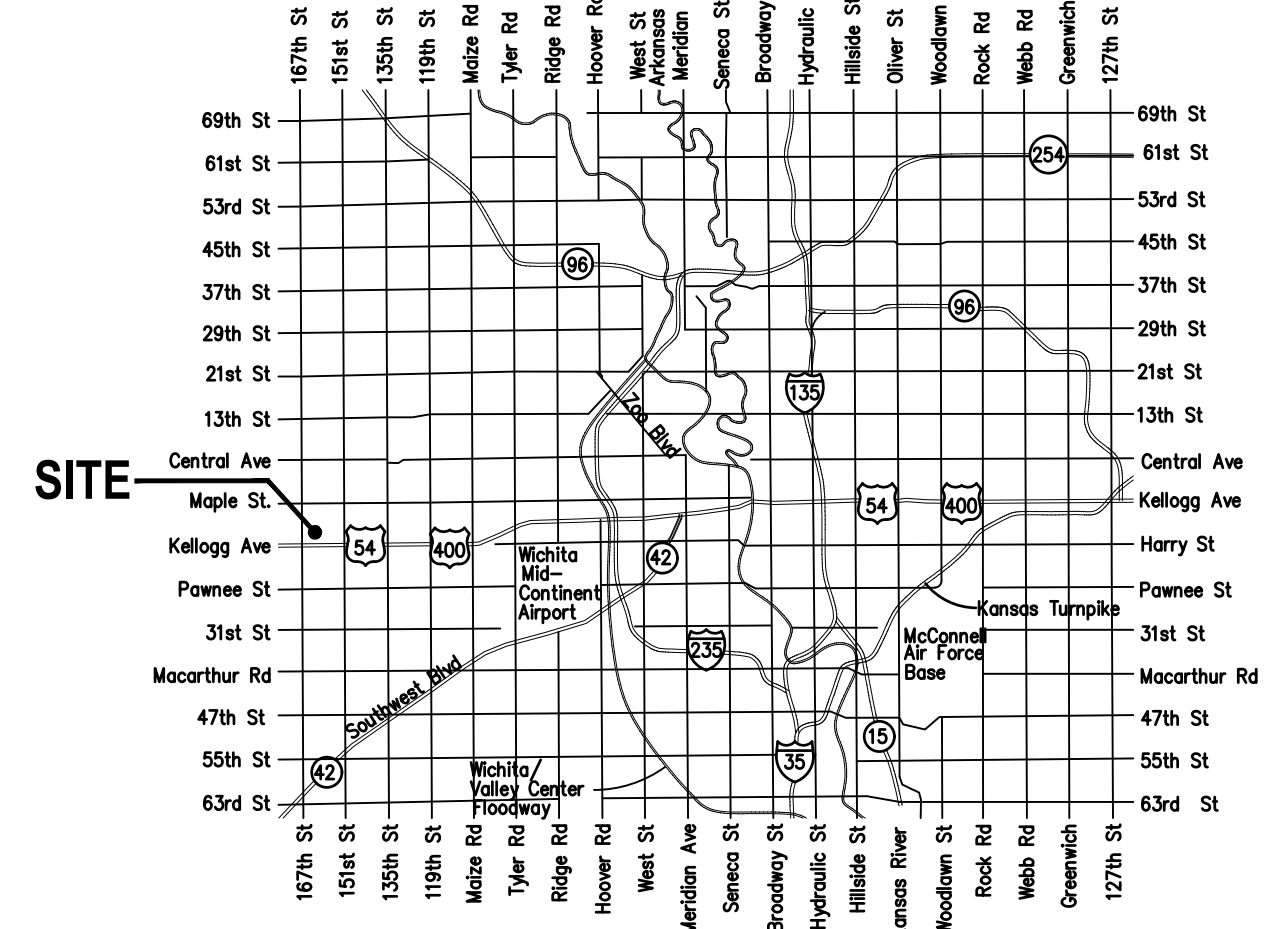 167th St
151st St
135th St
119th St
Maize Rd
Tyler Rd
Ridge Rd
Hoover Rd
West St
Arkansas
Meridian
Seneca St
Broadway
Hydraulic
Hillside St
Oliver St
Woodlawn
Rock Rd
Webb Rd
Greenwich
127th St
69th St
61st St
53rd St
45th St
37th St
29th St
21st St
13th St
Central Ave
Maple St.
Kellogg Ave
Pawnee St
31st St
Macarthur Rd
47th St
55th St
63rd St
SITE
69th St
61st St
53rd St
45th St
37th St
29th St
21st St
13th St
Central Ave
Kellogg Ave
Harry St
Pawnee St
31st St
Macarthur Rd
47th St
55th St
63rd St
254
96
96
135
Zoo Blvd
54
400
54
400
42
Wichita
Mid-
Continent
Airport
Kansas Turnpike
McConnell
Air Force
Base
235
Southwest Blvd
15
35
42
Wichita/
Valley Center
Floodway
167th St
151st St
135th St
119th St
Maize Rd
Tyler Rd
Ridge Rd
Hoover Rd
West St
Meridian Ave
Seneca St
Broadway St
Hydraulic St
Hillside St
ansas River
Woodlawn St
Rock Rd
Webb Rd
Greenwich
127th St